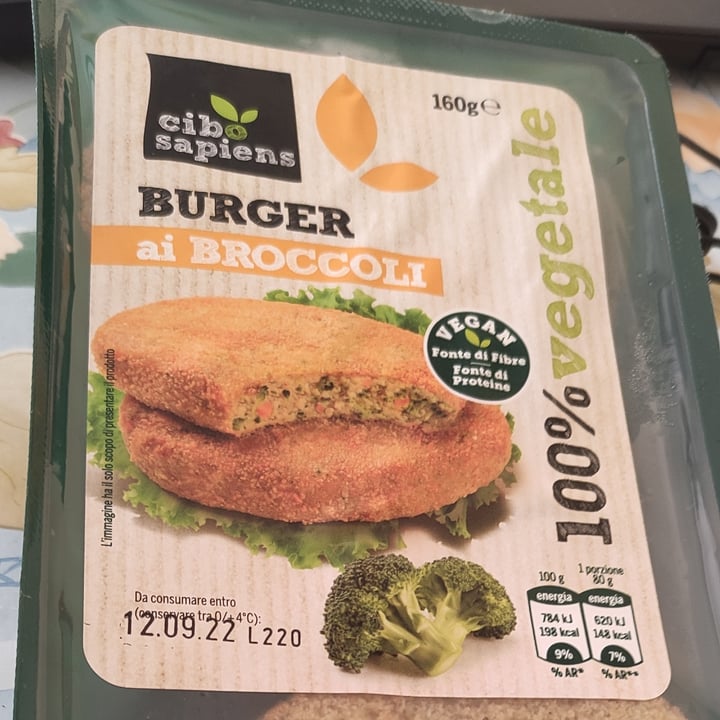 cibo
sapiens
160g℮
BURGER
ai BROCCOLI
100% vegetale
VEGAN
Fonte di Fibre
Fonte di
Proteine
L'immagine ha il solo scopo di presentare il prodotto
Da consumare entro
(conservare tra 0/+4°C):
12.09.22 L220
100 g
energia
784 kJ
198 kcal
9%
% AR*
1 porzione
80 g
energia
620 kJ
148 kcal
7%
% AR**